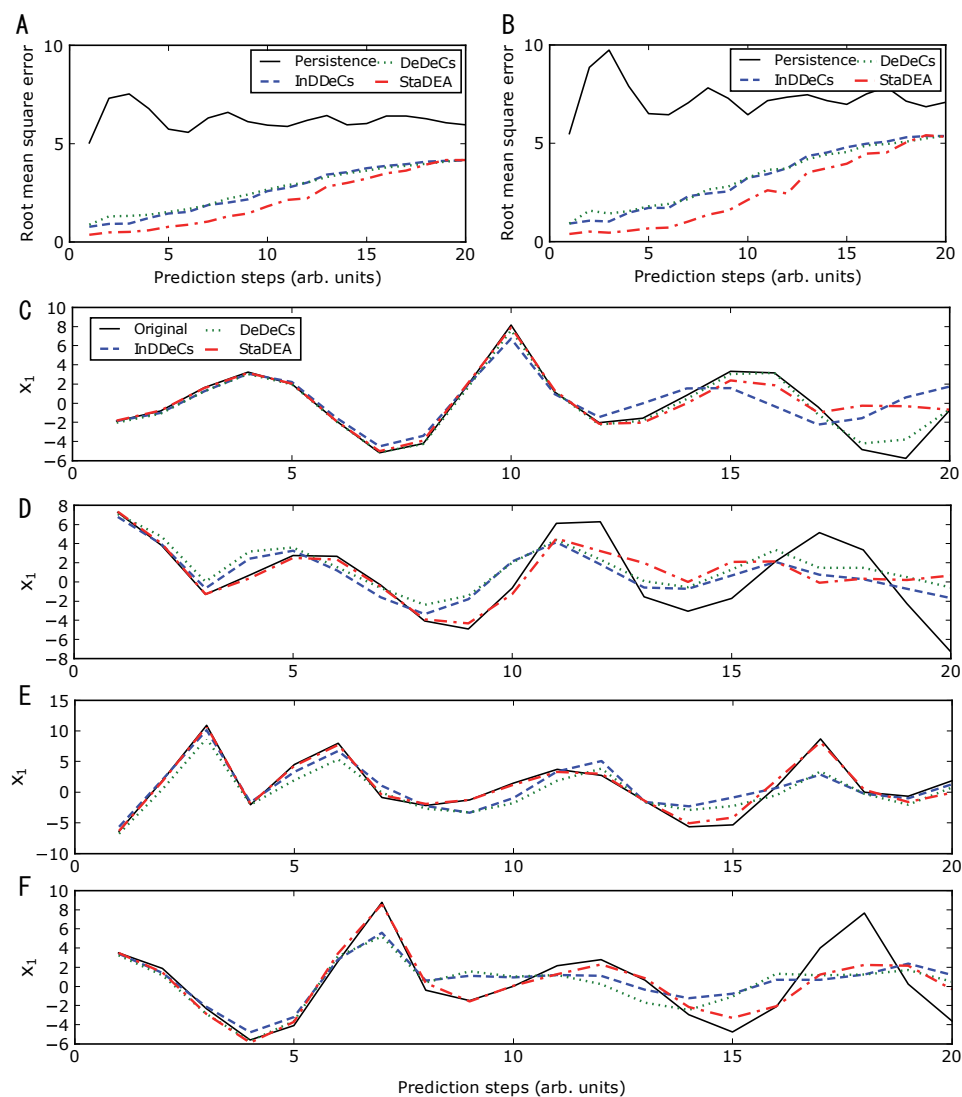 A
B
10
5
0
Root mean square error
Persistence
InDDeCs
DeDeCs
StaDEA
0 5 10 15 20
Prediction steps (arb. units)
10
5
0
Root mean square error
Persistence
InDDeCs
DeDeCs
StaDEA
0 5 10 15 20
Prediction steps (arb. units)
C
10
8
6
4
2
0
−2
−4
−6
x1
Original
InDDeCs
DeDeCs
StaDEA
0 5 10 15 20
D
8
6
4
2
0
−2
−4
−6
−8
x1
0 5 10 15 20
E
15
10
5
0
−5
−10
x1
0 5 10 15 20
F
10
8
6
4
2
0
−2
−4
−6
x1
0 5 10 15 20
Prediction steps (arb. units)